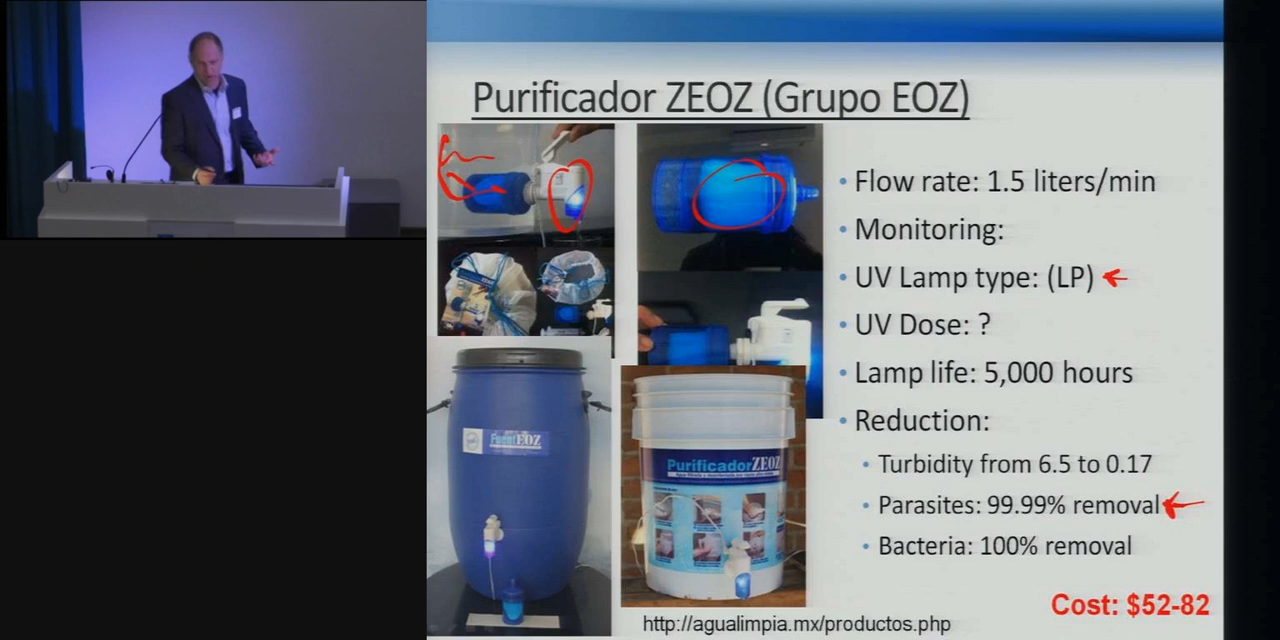 Purificador ZEOZ (Grupo EOZ)
• Flow rate: 1.5 liters/min
• Monitoring:
• UV Lamp type: (LP)
• UV Dose: ?
• Lamp life: 5,000 hours
• Reduction:
• Turbidity from 6.5 to 0.17
• Parasites: 99.99% removal
• Bacteria: 100% removal
Cost: $52-82
FuentEOZ
PurificadorZEOZ
http://agualimpia.mx/productos.php